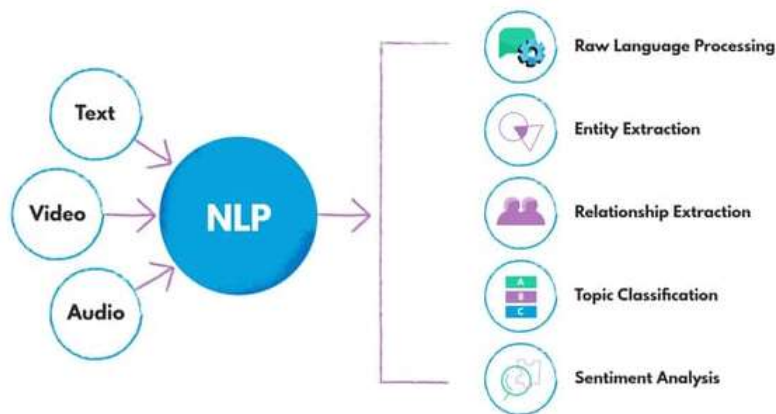 Text
Video
Audio
NLP
Raw Language Processing
Entity Extraction
Relationship Extraction
A
B
C
Topic Classification
Sentiment Analysis